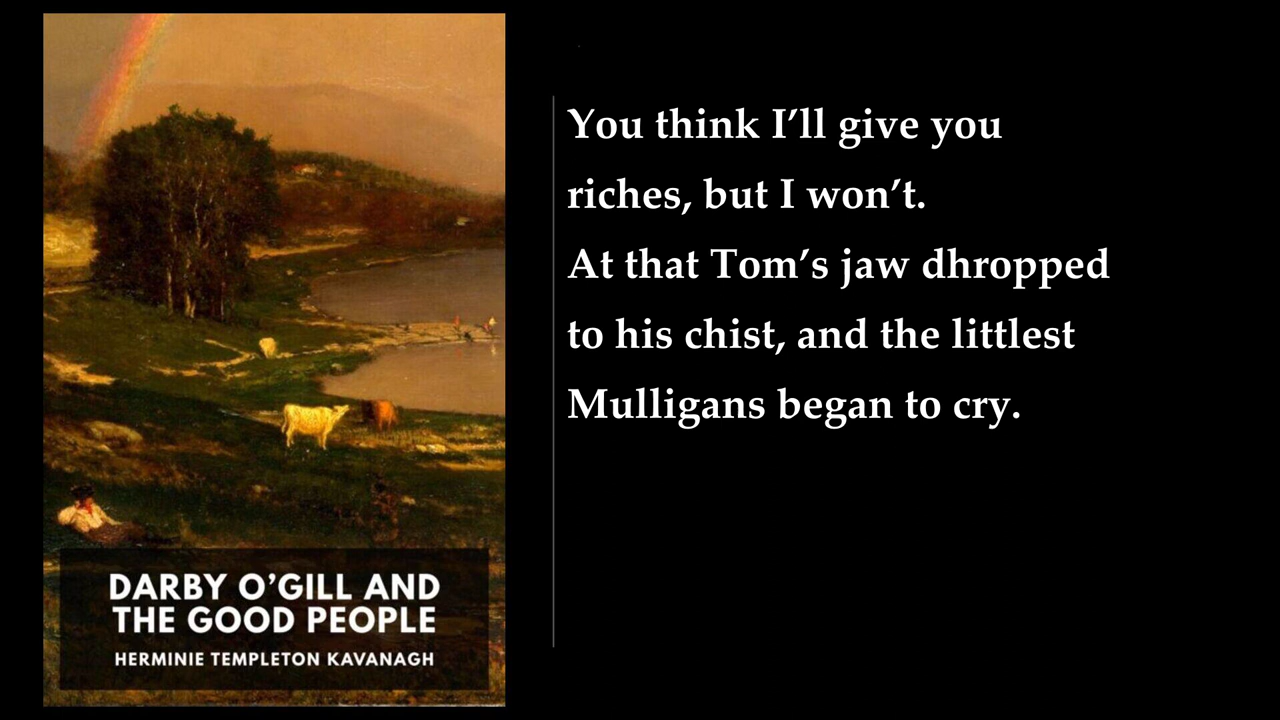 DARBY O’GILL AND
THE GOOD PEOPLE
HERMINIE TEMPLETON KAVANAGH
You think I’ll give you
riches, but I won’t.
At that Tom’s jaw dhropped
to his chist, and the littlest
Mulligans began to cry.